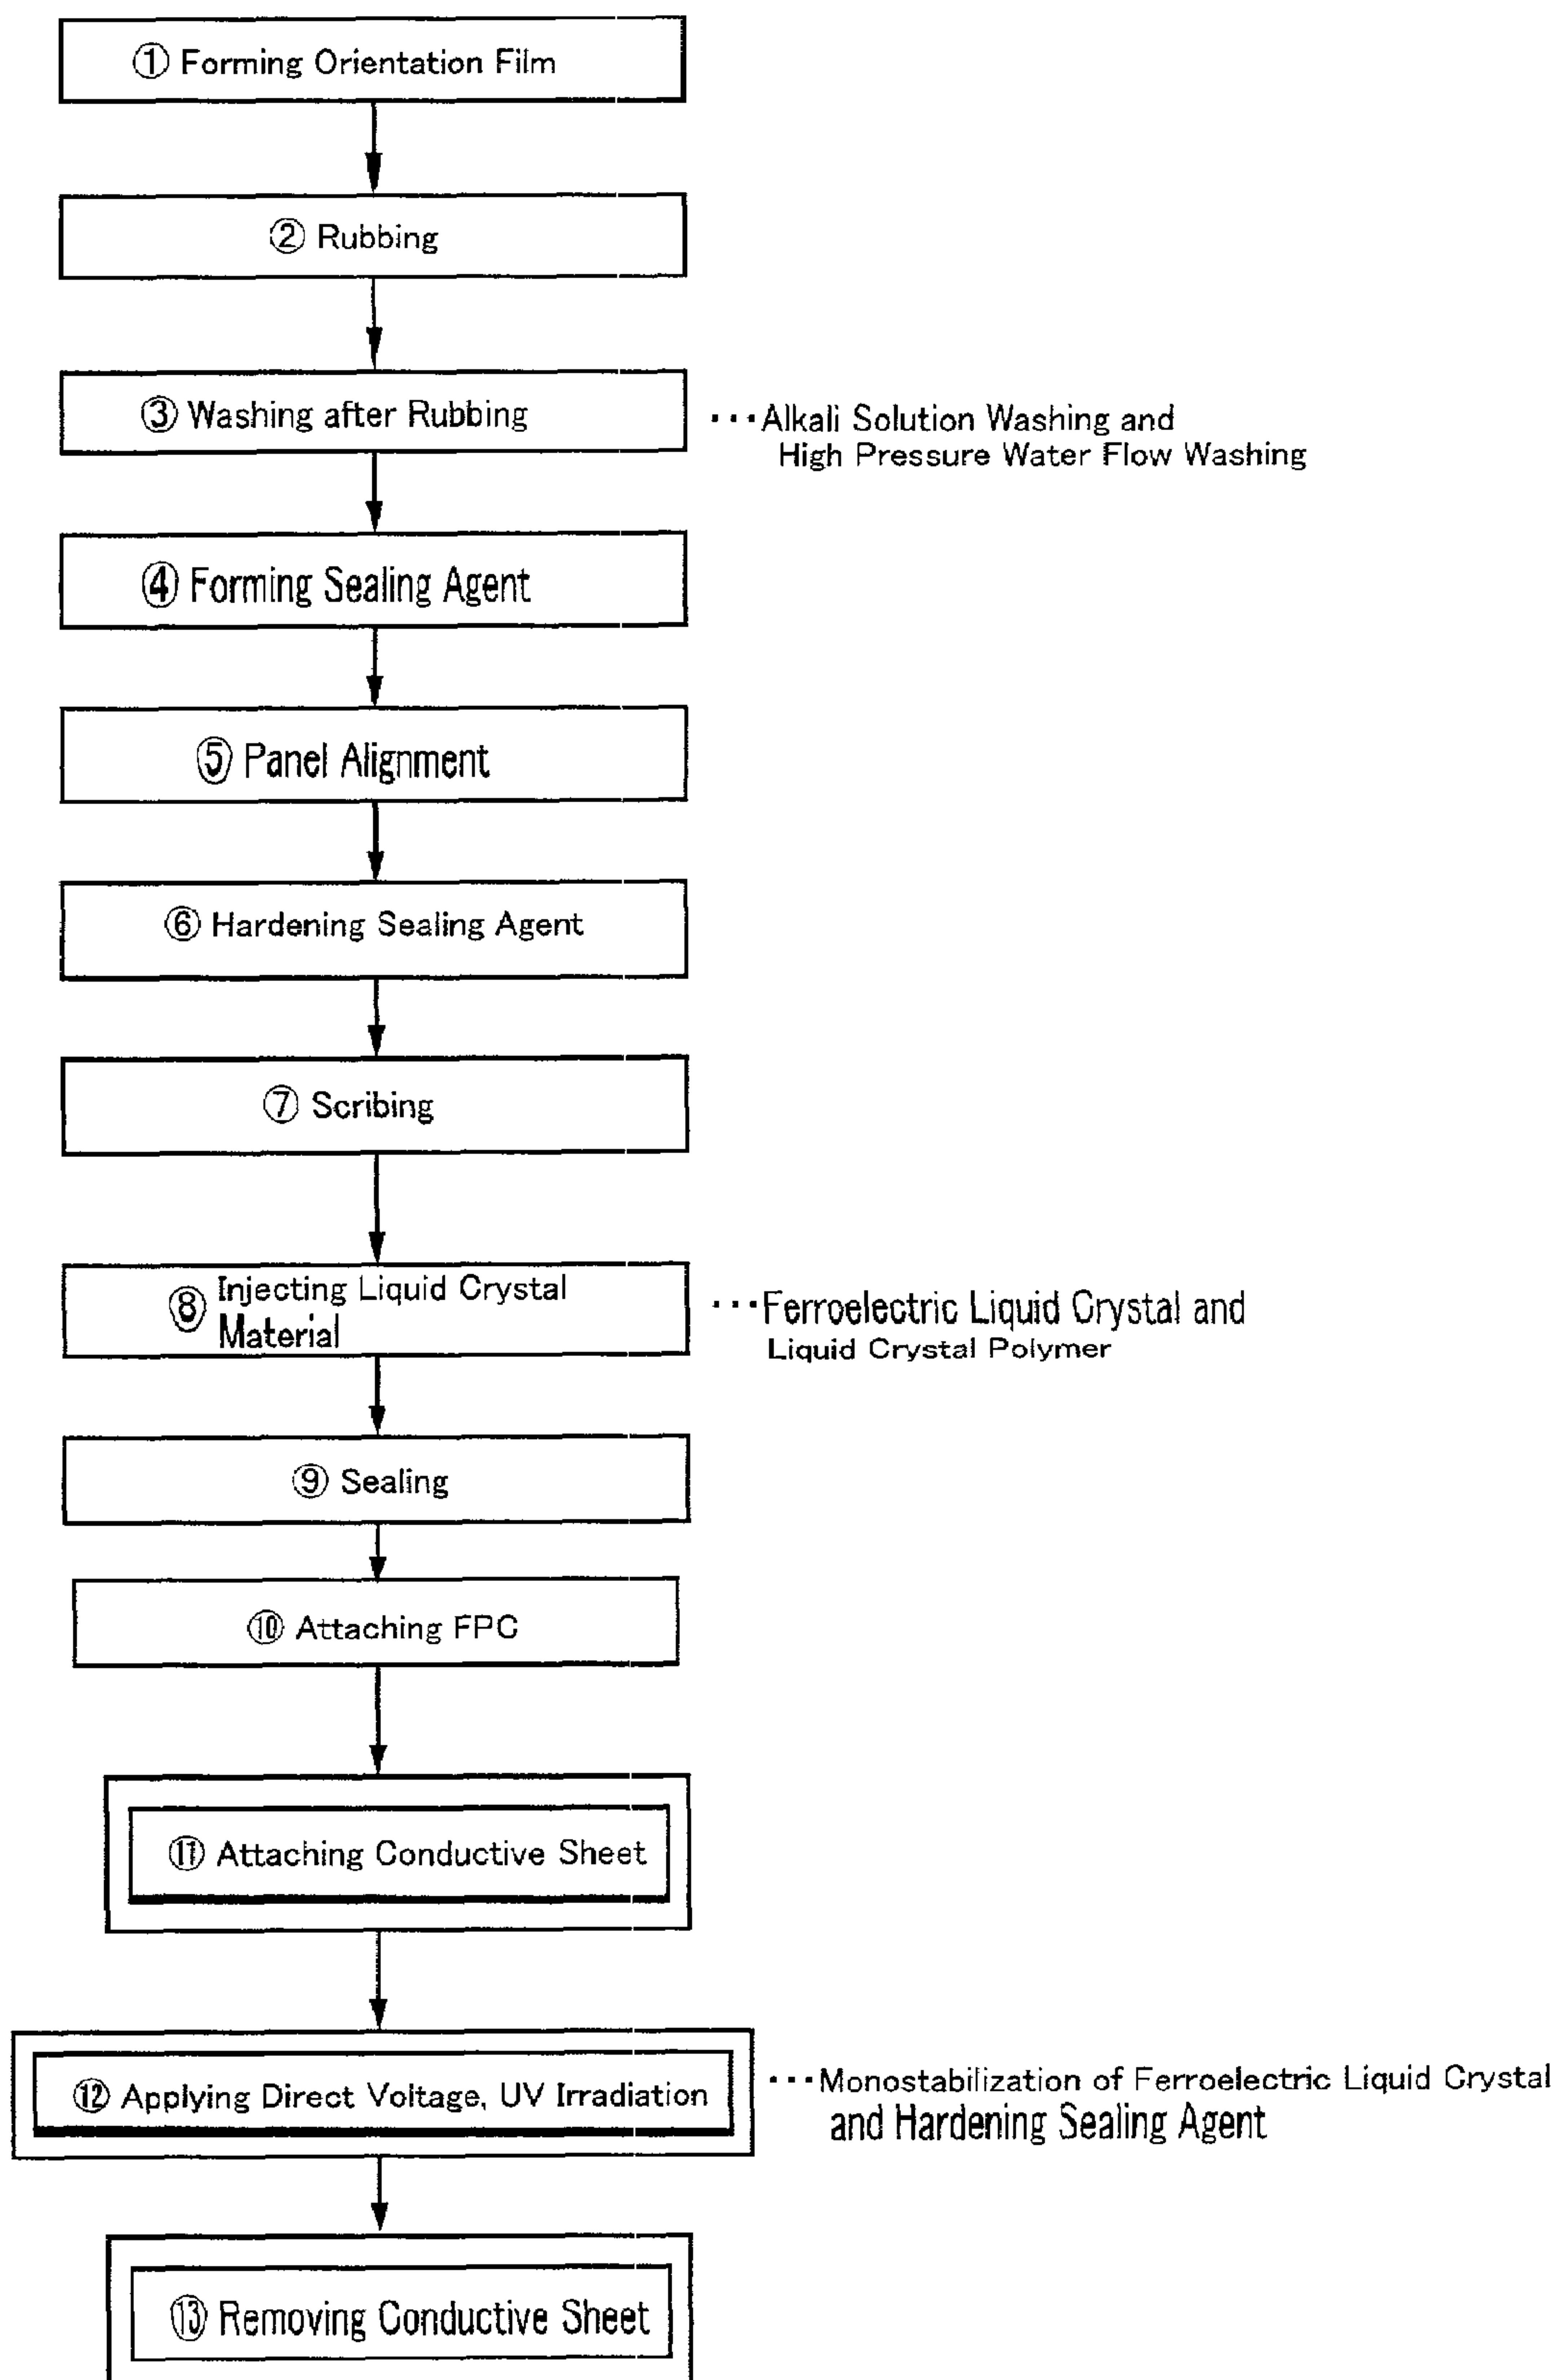 ① Forming Orientation Film
② Rubbing
③ Washing after Rubbing
···Alkali Solution Washing and
High Pressure Water Flow Washing
④ Forming Sealing Agent
⑤ Panel Alignment
⑥ Hardening Sealing Agent
⑦ Scribing
⑧ Injecting Liquid Crystal
Material
···Ferroelectric Liquid Crystal and
Liquid Crystal Polymer
⑨ Sealing
⑩ Attaching FPC
⑪ Attaching Conductive Sheet
⑫ Applying Direct Voltage, UV Irradiation
···Monostabilization of Ferroelectric Liquid Crystal
and Hardening Sealing Agent
⑬ Removing Conductive Sheet